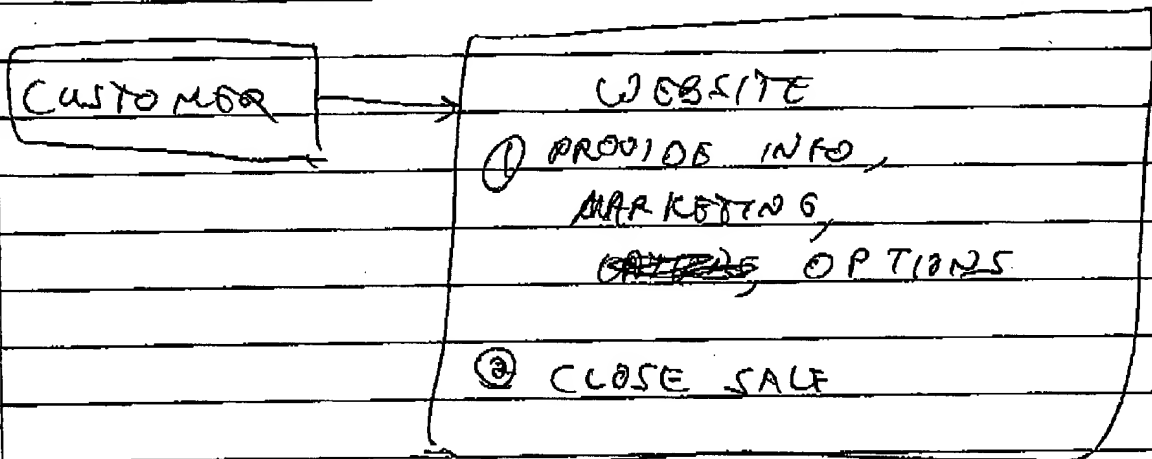 CUSTOMER
WEBSITE
① PROVIDE INFO,
MARKETING,
, OPTIONS
② CLOSE SALE